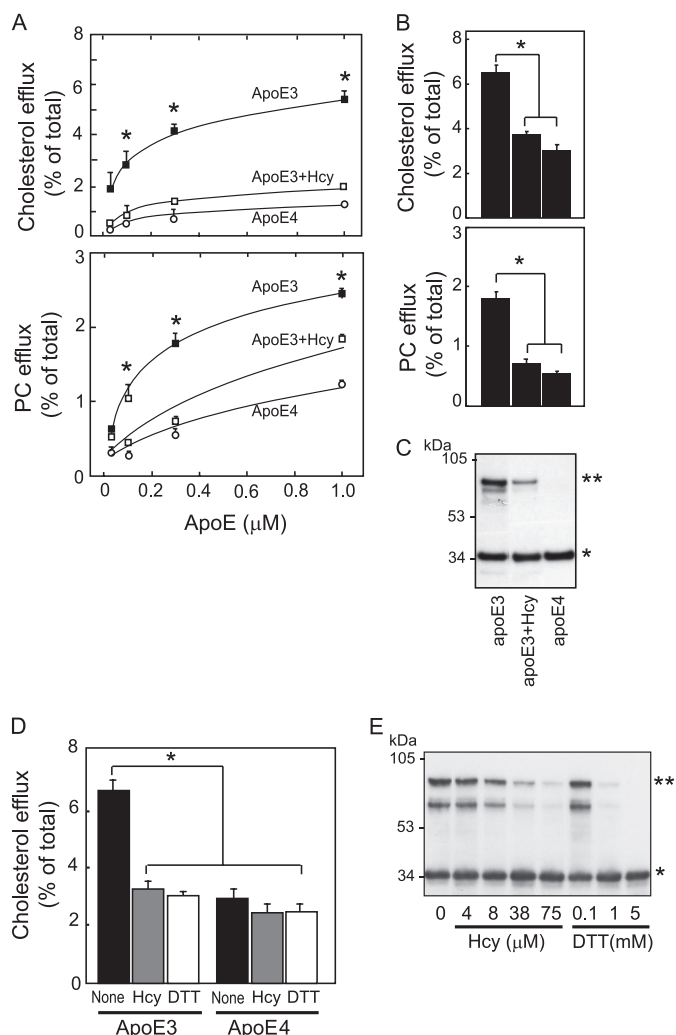 A
Cholesterol efflux
(% of total)
8
6
4
2
0
*
*
*
*
ApoE3
ApoE3+Hcy
ApoE4
PC efflux
(% of total)
3
2
1
0
*
*
*
ApoE3
ApoE3+Hcy
ApoE4
0 0.2 0.4 0.6 0.8 1.0
ApoE (μM)
B
Cholesterol efflux
(% of total)
8
6
4
2
0
*
PC efflux
(% of total)
3
2
1
0
*
C
kDa
105
53
34
**
*
apoE3
apoE3+Hcy
apoE4
D
Cholesterol efflux
(% of total)
8
6
4
2
0
*
None Hcy DTT None Hcy DTT
ApoE3 ApoE4
E
kDa
105
53
34
**
*
0 4 8 38 75 0.1 1 5
Hcy (μM) DTT(mM)